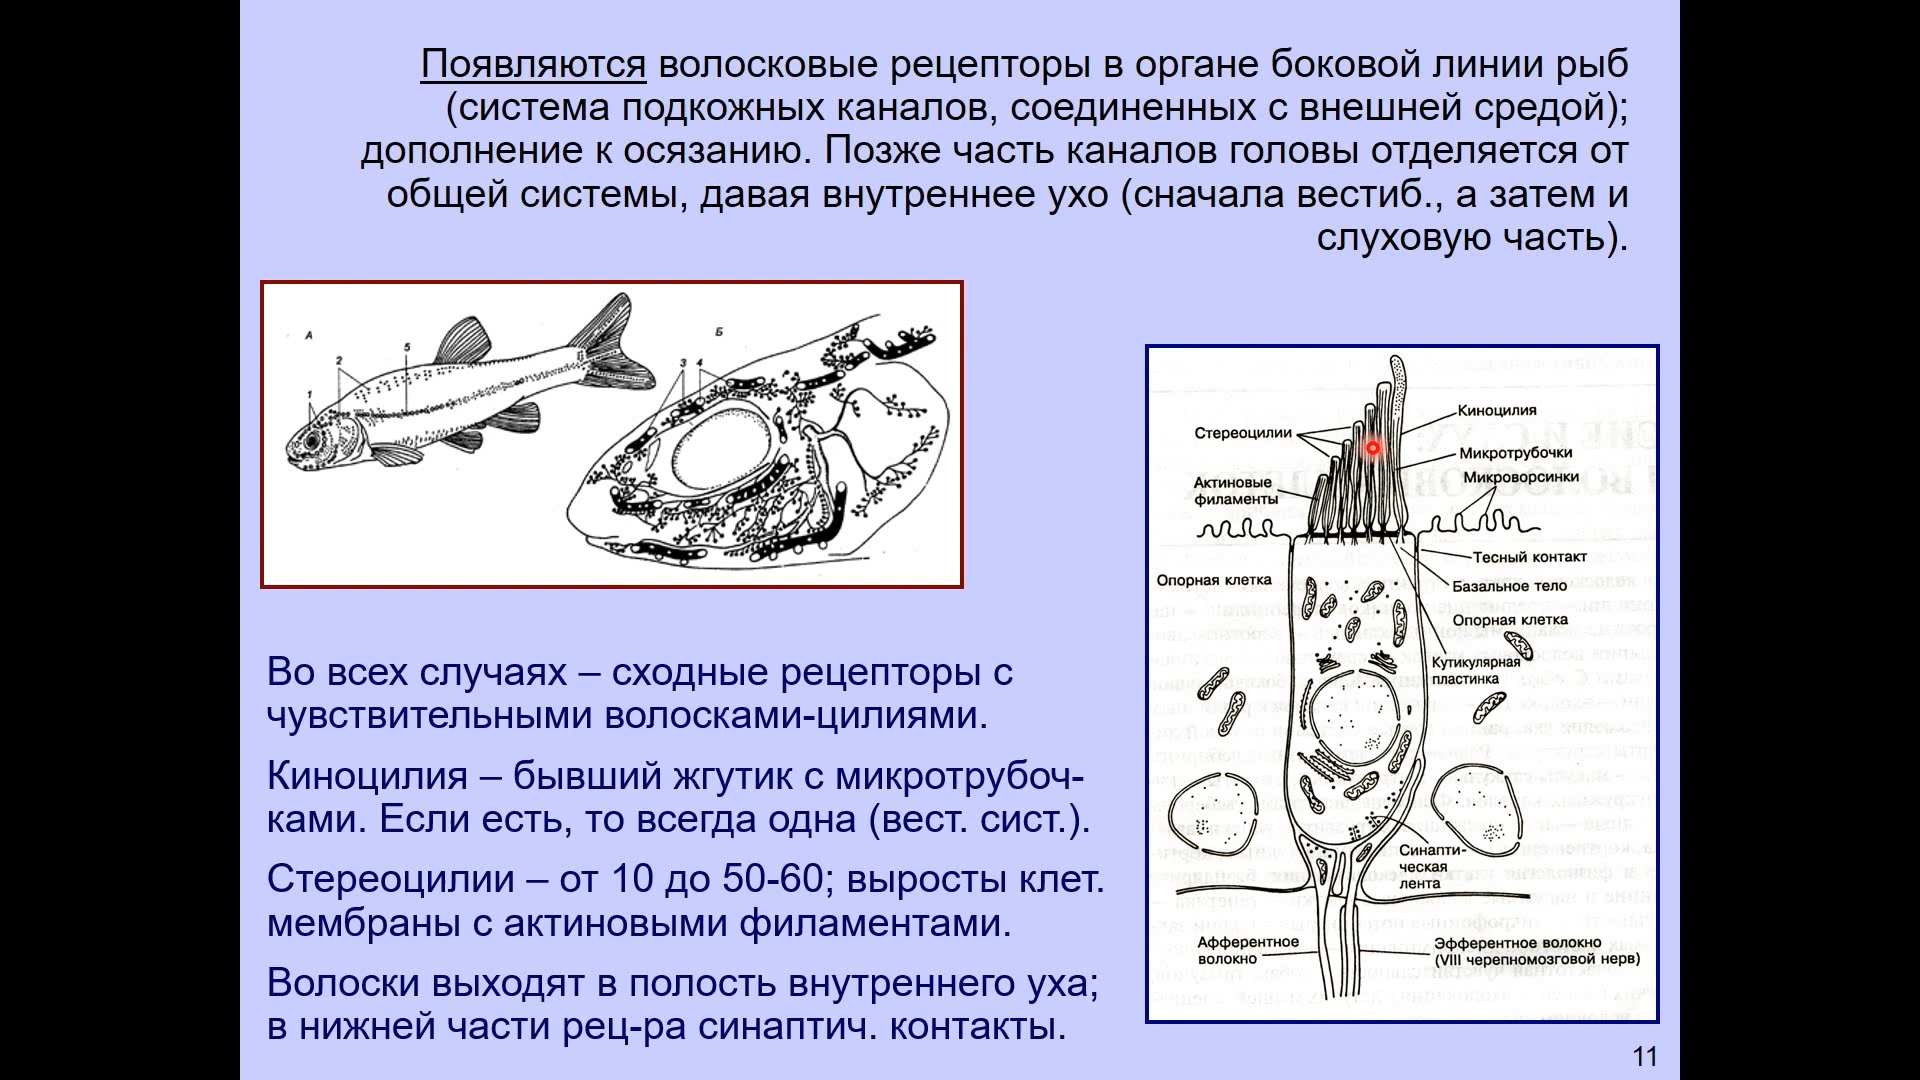 Появляются волосковые рецепторы в органе боковой линии рыб
(система подкожных каналов, соединенных с внешней средой);
дополнение к осязанию. Позже часть каналов головы отделяется от
общей системы, давая внутреннее ухо (сначала вестиб., а затем и
слуховую часть).
А
Б
1
2
5
3
4
Во всех случаях – сходные рецепторы с
чувствительными волосками-цилиями.
Киноцилия – бывший жгутик с микротрубоч-
ками. Если есть, то всегда одна (вест. сист.).
Стереоцилии – от 10 до 50-60; выросты клет.
мембраны с актиновыми филаментами.
Волоски выходят в полость внутреннего уха;
в нижней части рец-ра синаптич. контакты.
Киноцилия
Стереоцилии
Микротрубочки
Микроворсинки
Актиновые
филаменты
Тесный контакт
Опорная клетка
Базальное тело
Опорная клетка
Кутикулярная
пластинка
Синапти-
ческая
лента
Афферентное
волокно
Эфферентное волокно
(VIII черепномозговой нерв)
11